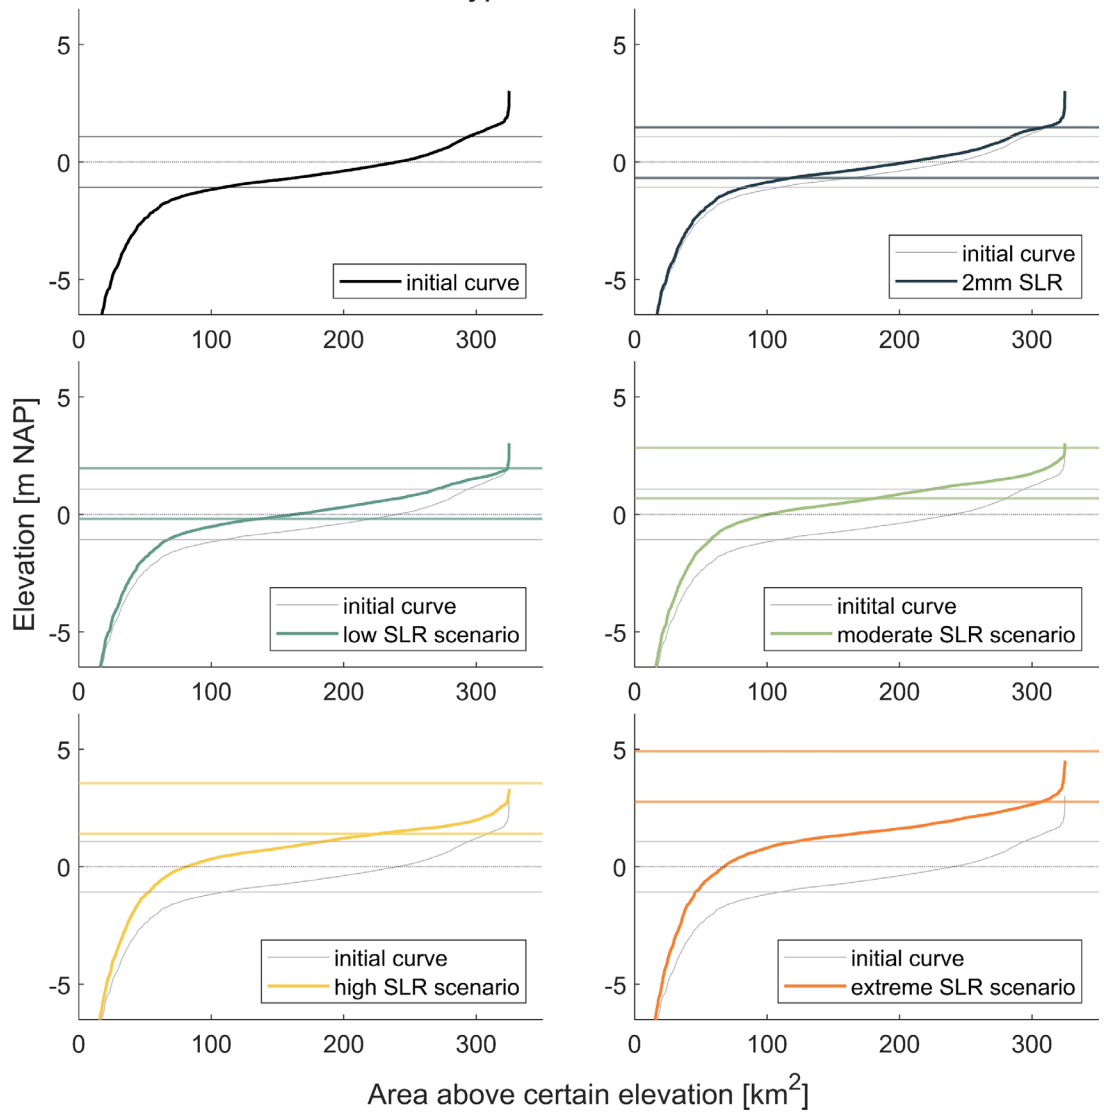 5
0
-5
0 100 200 300
initial curve
5
0
-5
0 100 200 300
initial curve
2mm SLR
Elevation [m NAP]
5
0
-5
0 100 200 300
initial curve
low SLR scenario
5
0
-5
0 100 200 300
initital curve
moderate SLR scenario
5
0
-5
0 100 200 300
initial curve
high SLR scenario
5
0
-5
0 100 200 300
initial curve
extreme SLR scenario
Area above certain elevation [km²]